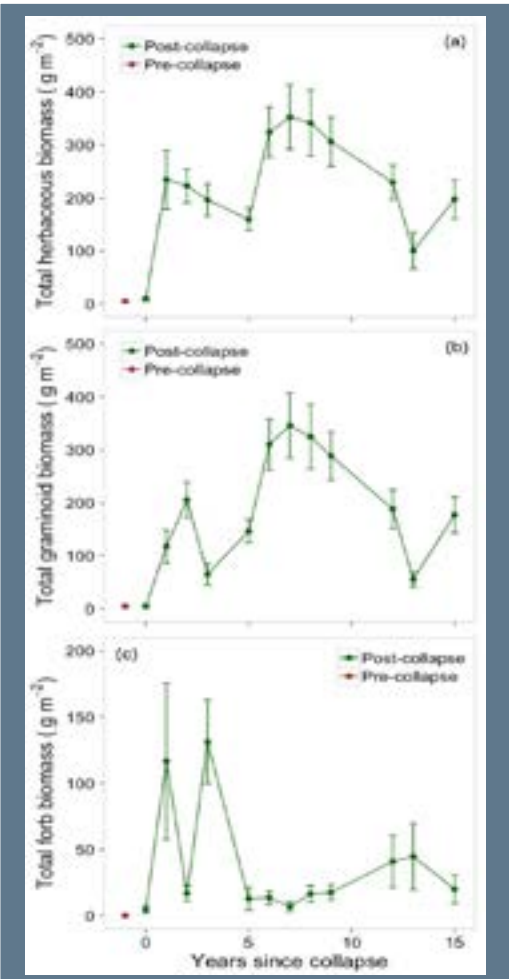 (a)
Post-collapse
Pre-collapse
Total herbaceous biomass ( g m⁻²)
500
400
300
200
100
0
(b)
Post-collapse
Pre-collapse
Total graminoid biomass ( g m⁻²)
500
400
300
200
100
0
(c)
Post-collapse
Pre-collapse
Total forb biomass ( g m⁻²)
200
150
100
50
0
0 5 10 15
Years since collapse